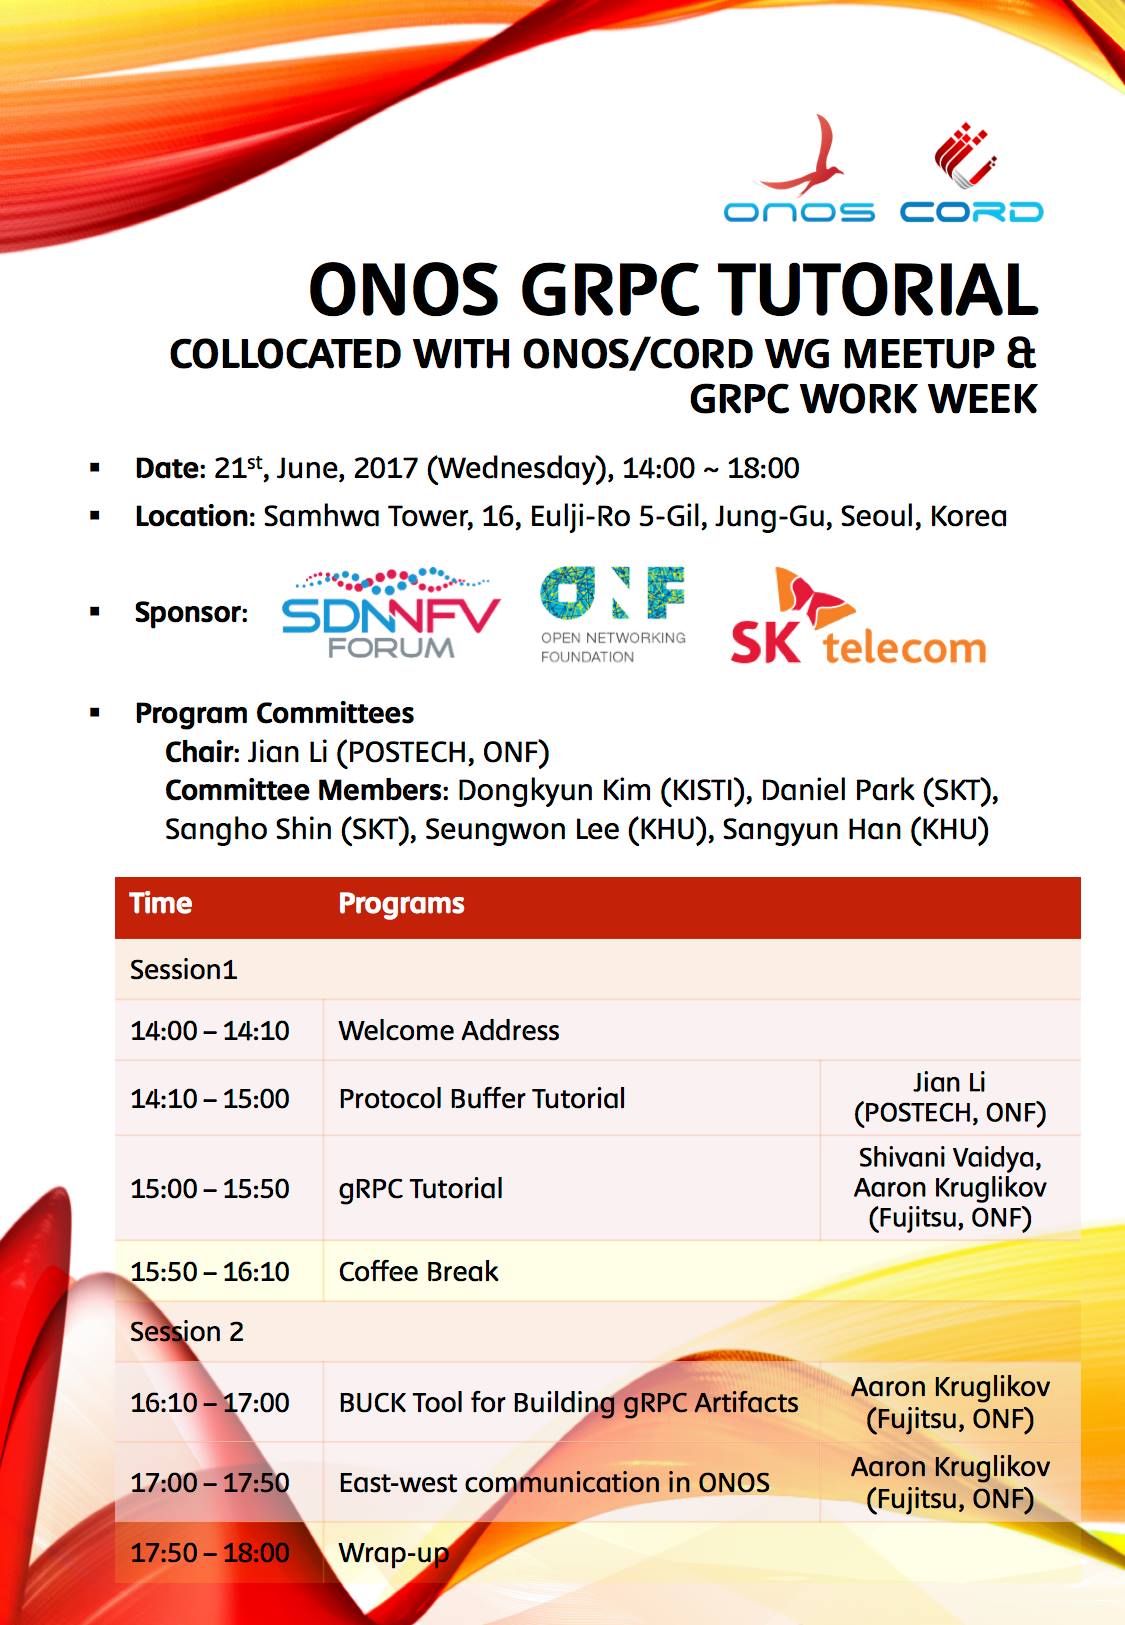 onos CORD
ONOS GRPC TUTORIAL
COLLOCATED WITH ONOS/CORD WG MEETUP &
GRPC WORK WEEK
▪ Date: 21st, June, 2017 (Wednesday), 14:00 ~ 18:00
▪ Location: Samhwa Tower, 16, Eulji-Ro 5-Gil, Jung-Gu, Seoul, Korea
▪ Sponsor:
SDNNFV
FORUM
ONF
OPEN NETWORKING
FOUNDATION
SK telecom
▪ Program Committees
Chair: Jian Li (POSTECH, ONF)
Committee Members: Dongkyun Kim (KISTI), Daniel Park (SKT),
Sangho Shin (SKT), Seungwon Lee (KHU), Sangyun Han (KHU)
Time Programs
Session1
14:00 – 14:10 Welcome Address
14:10 – 15:00 Protocol Buffer Tutorial
Jian Li
(POSTECH, ONF)
15:00 – 15:50 gRPC Tutorial
Shivani Vaidya,
Aaron Kruglikov
(Fujitsu, ONF)
15:50 – 16:10 Coffee Break
Session 2
16:10 – 17:00 BUCK Tool for Building gRPC Artifacts
Aaron Kruglikov
(Fujitsu, ONF)
17:00 – 17:50 East-west communication in ONOS
Aaron Kruglikov
(Fujitsu, ONF)
17:50 – 18:00 Wrap-up